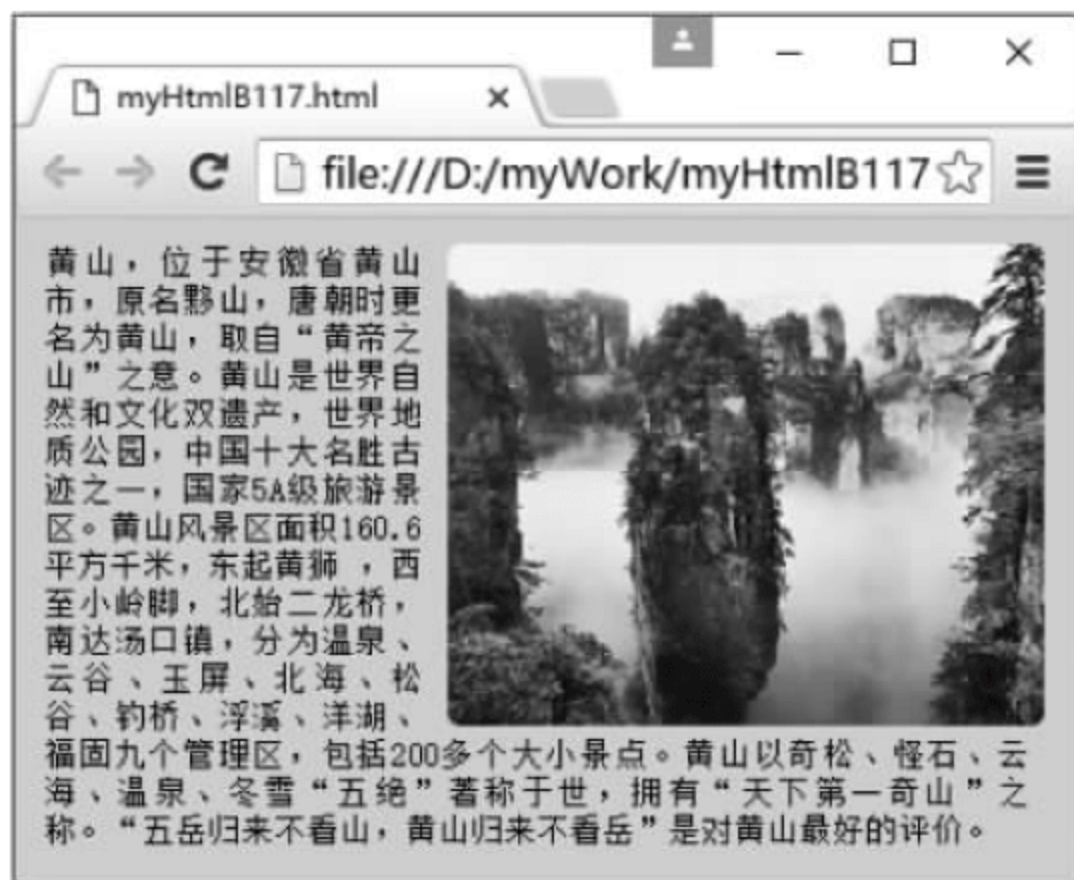 myHtmlB117.html
file:///D:/myWork/myHtmlB117
黄山，位于安徽省黄山
市，原名黟山，唐朝时更
名为黄山，取自“黄帝之
山”之意。黄山是世界自
然和文化双遗产，世界地
质公园，中国十大名胜古
迹之一，国家5A级旅游景
区。黄山风景区面积160.6
平方千米，东起黄狮 ，西
至小岭脚，北始二龙桥，
南达汤口镇，分为温泉、
云谷、玉屏、北海、松
谷、钓桥、浮溪、洋湖、
福固九个管理区，包括200多个大小景点。黄山以奇松、怪石、云
海、温泉、冬雪“五绝”著称于世，拥有“天下第一奇山”之
称。“五岳归来不看山，黄山归来不看岳”是对黄山最好的评价。